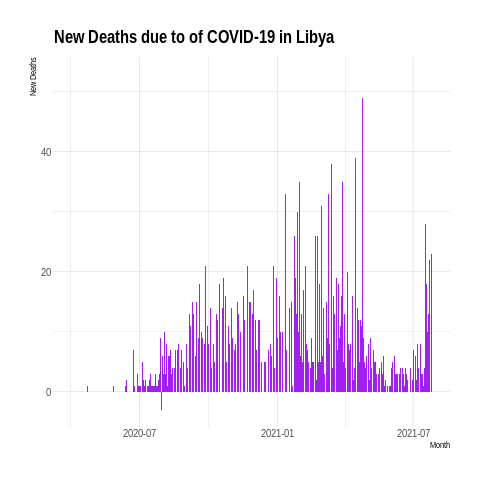 New Deaths due to of COVID-19 in Libya
New Deaths
40
20
0
2020-07
2021-01
2021-07
Month